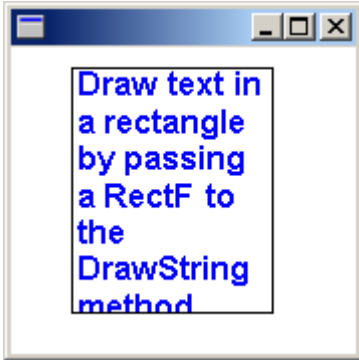 Draw text in
a rectangle
by passing
a RectF to
the
DrawString
method